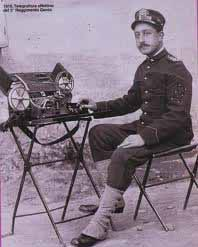 1915. Telegrafista effettivo
del 3° Reggimento Genio